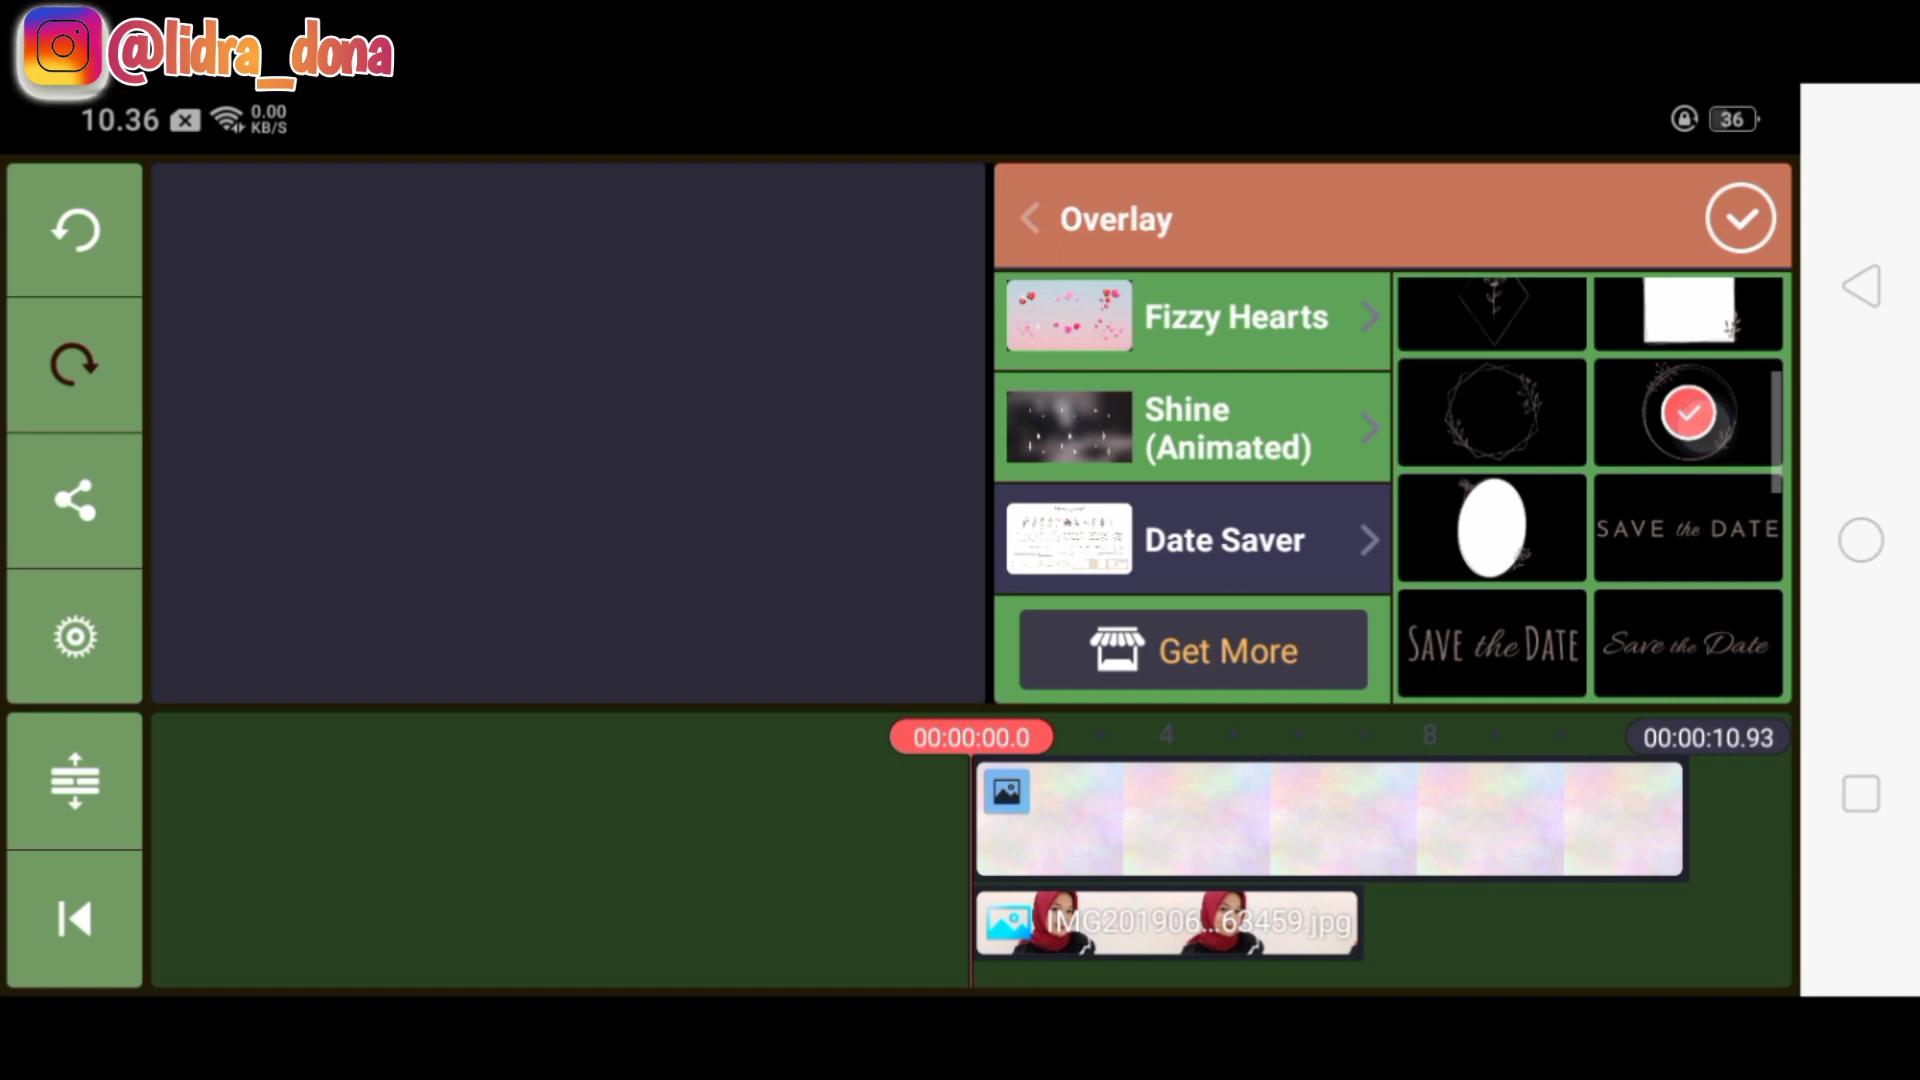 @lidra_dona
10.36
0.00
KB/S
36
Overlay
Fizzy Hearts
Shine
(Animated)
Date Saver
SAVE the DATE
Get More
SAVE the DATE
Save the Date
00:00:00.0
4
8
00:00:10.93
IMG201906...63459.jpg